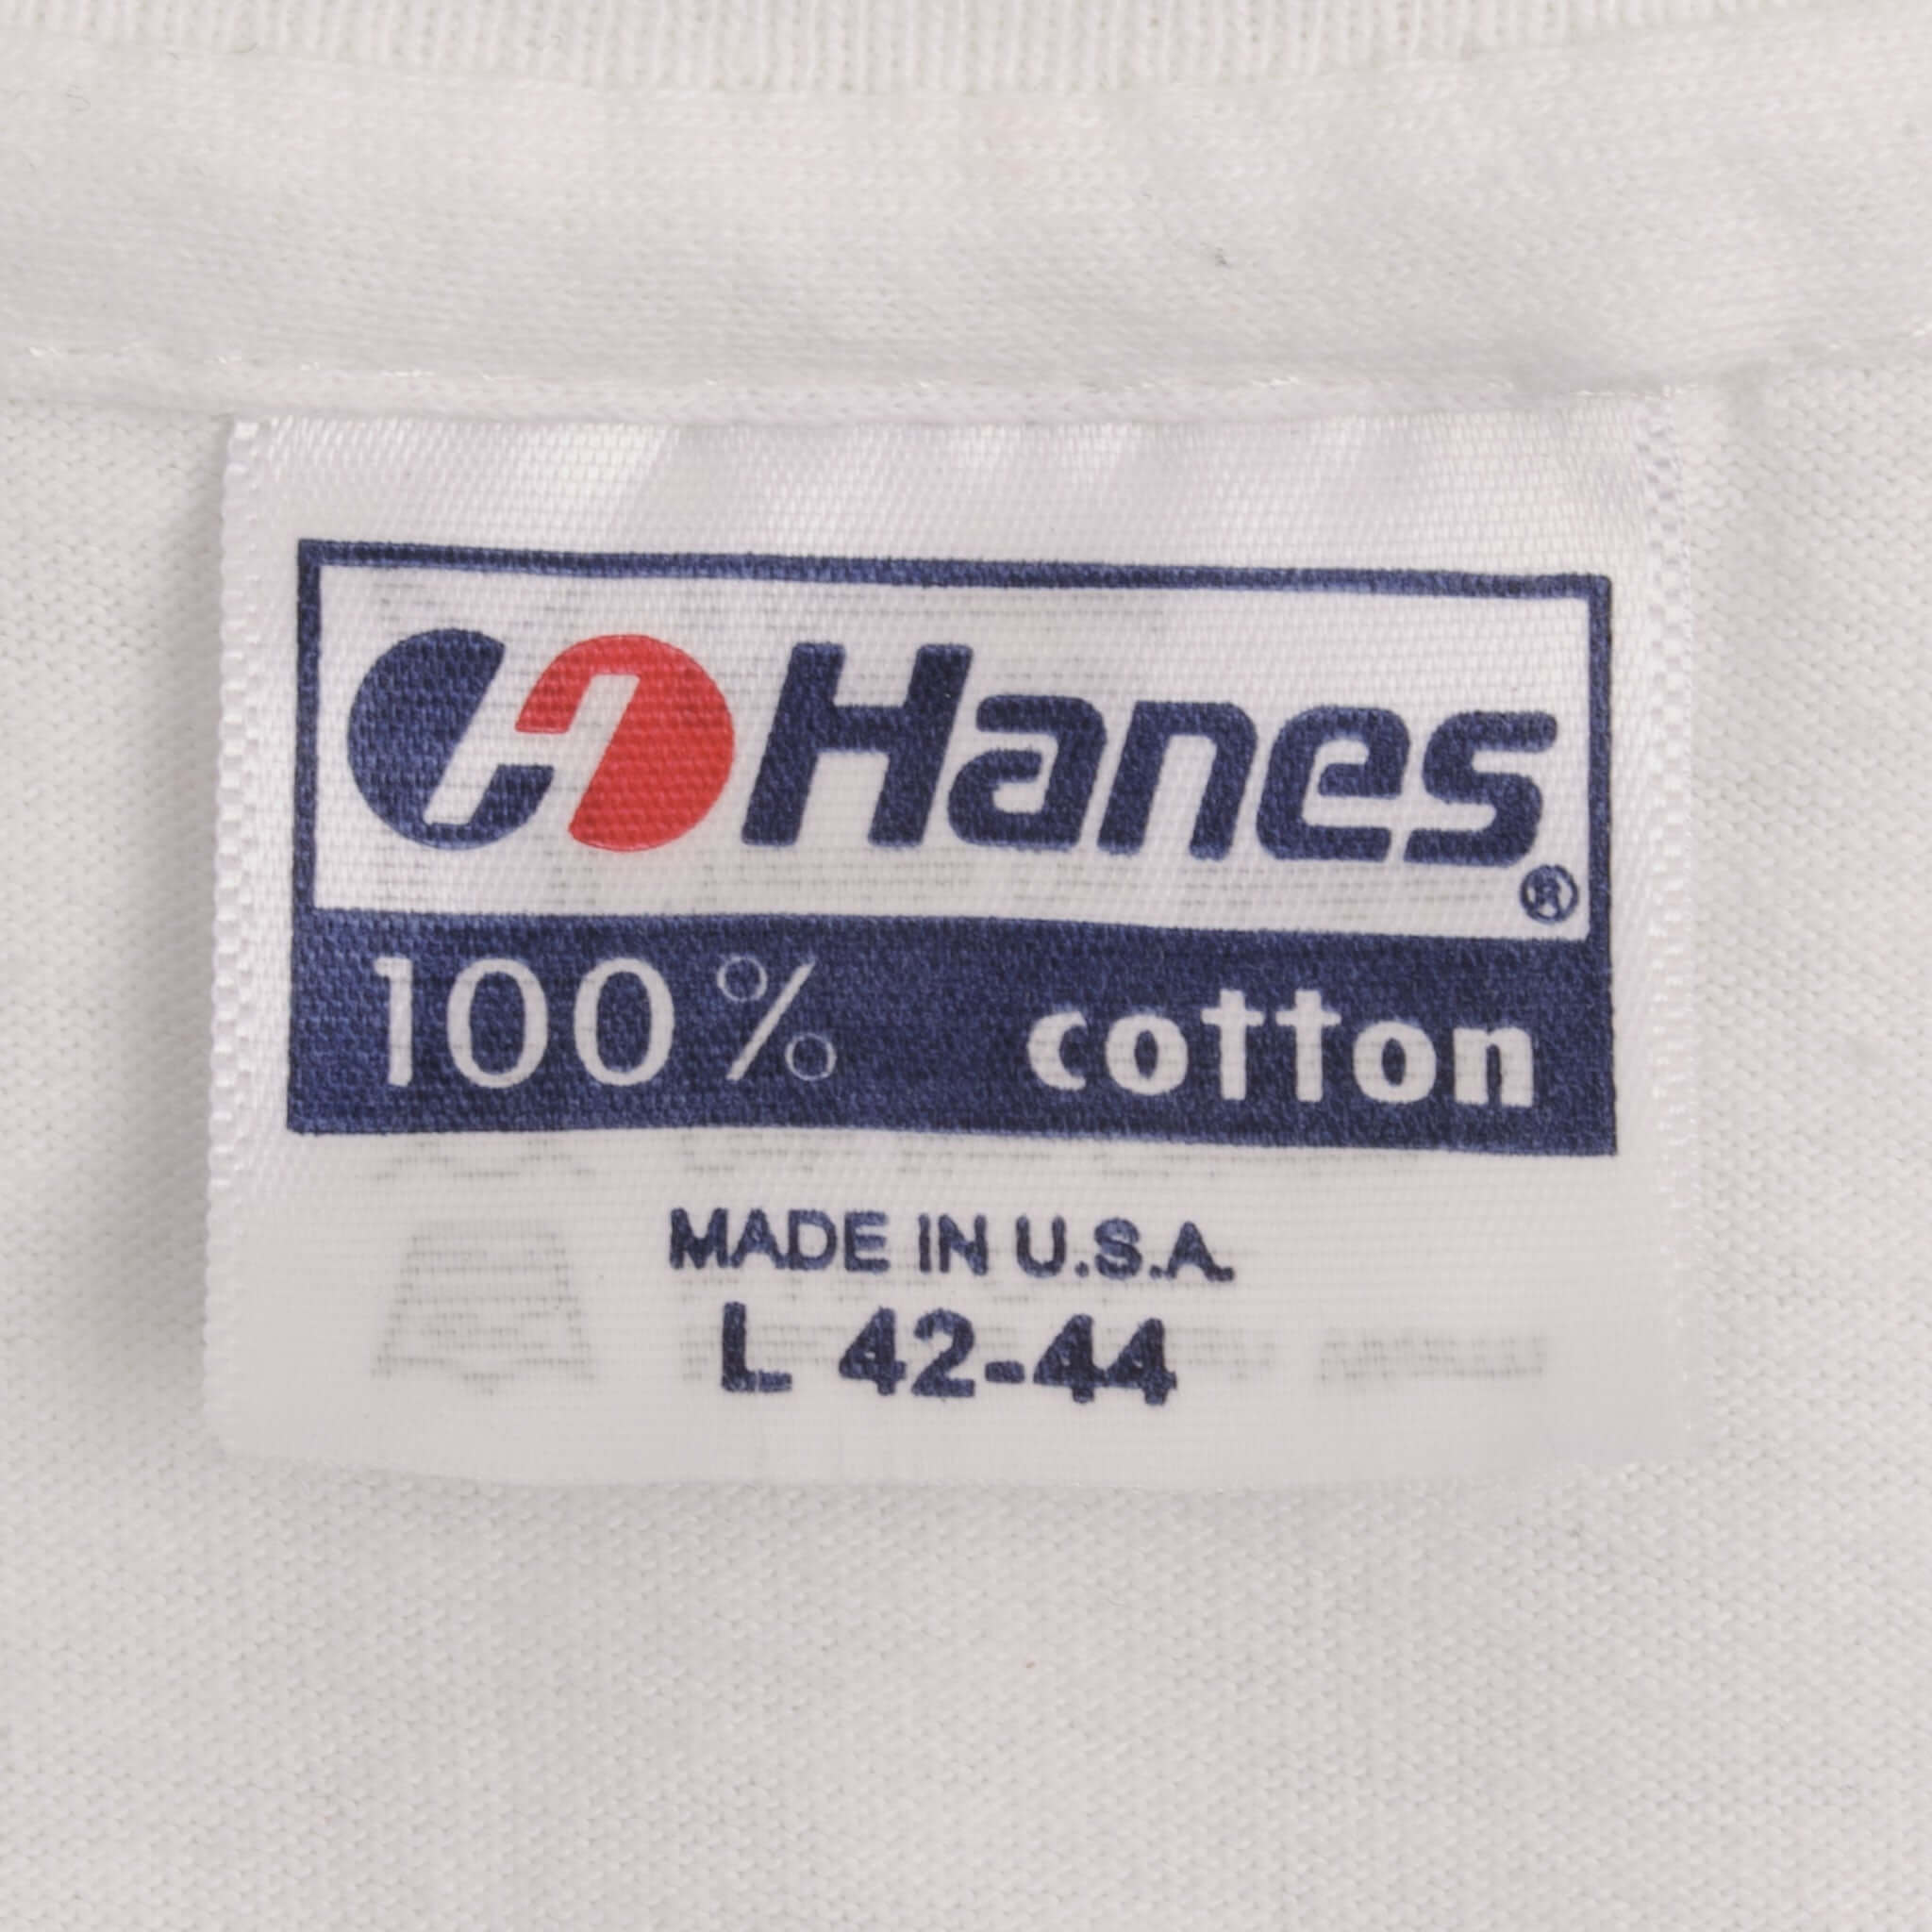 Hanes®
100% cotton
MADE IN U.S.A.
L 42-44